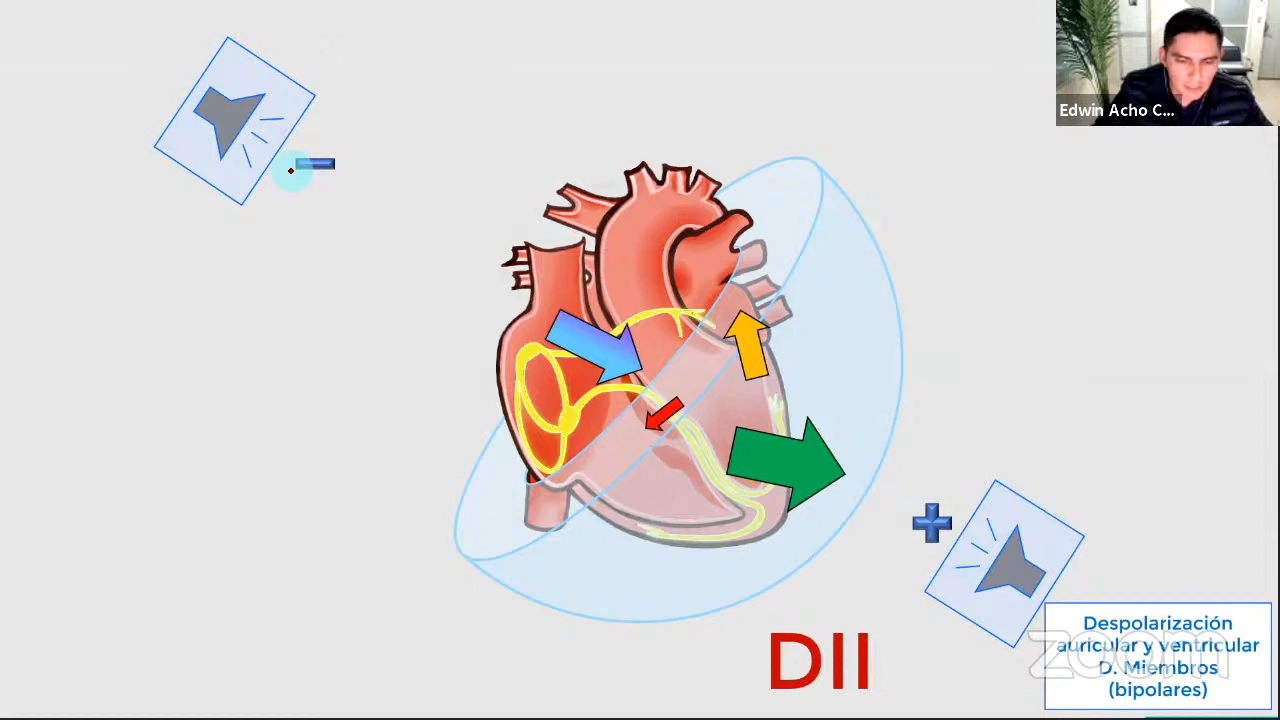 Edwin Acho C...
DII
Despolarización
auricular y ventricular
D. Miembros
(bipolares)
zoom